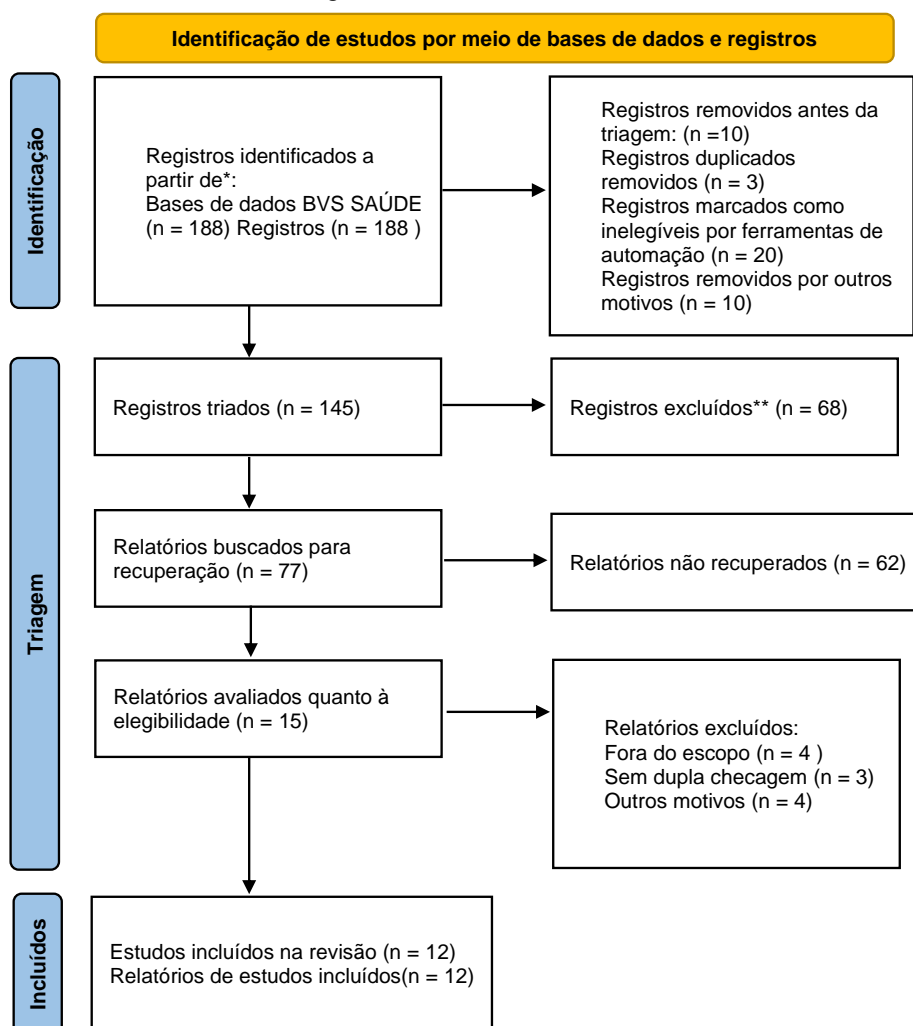 Identificação de estudos por meio de bases de dados e registros
Identificação
Registros identificados a
partir de*:
Bases de dados BVS SAÚDE
(n = 188) Registros (n = 188 )
Registros removidos antes da
triagem: (n =10)
Registros duplicados
removidos (n = 3)
Registros marcados como
inelegíveis por ferramentas de
automação (n = 20)
Registros removidos por outros
motivos (n = 10)
Triagem
Registros triados (n = 145)
Registros excluídos** (n = 68)
Relatórios buscados para
recuperação (n = 77)
Relatórios não recuperados (n = 62)
Relatórios avaliados quanto à
elegibilidade (n = 15)
Relatórios excluídos:
Fora do escopo (n = 4 )
Sem dupla checagem (n = 3)
Outros motivos (n = 4)
Incluídos
Estudos incluídos na revisão (n = 12)
Relatórios de estudos incluídos(n = 12)